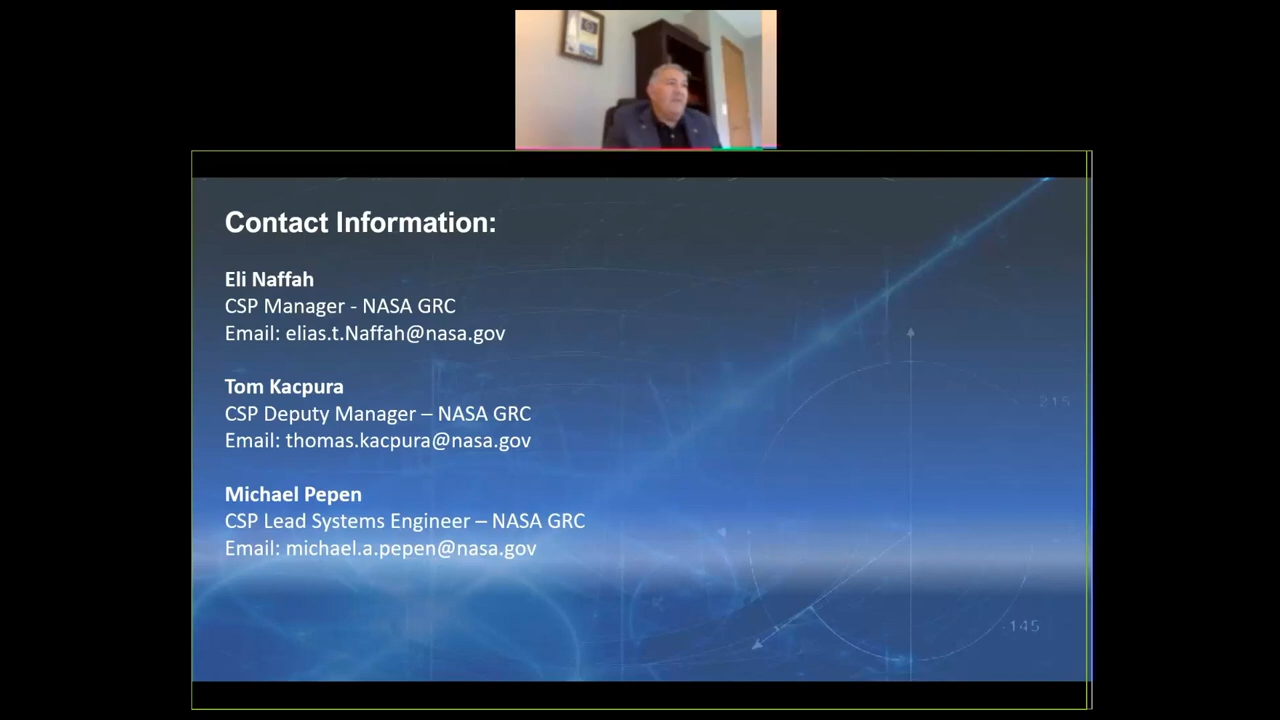 Contact Information:
Eli Naffah
CSP Manager - NASA GRC
Email: elias.t.Naffah@nasa.gov
Tom Kacpura
CSP Deputy Manager – NASA GRC
Email: thomas.kacpura@nasa.gov
Michael Pepen
CSP Lead Systems Engineer – NASA GRC
Email: michael.a.pepen@nasa.gov
215
-145